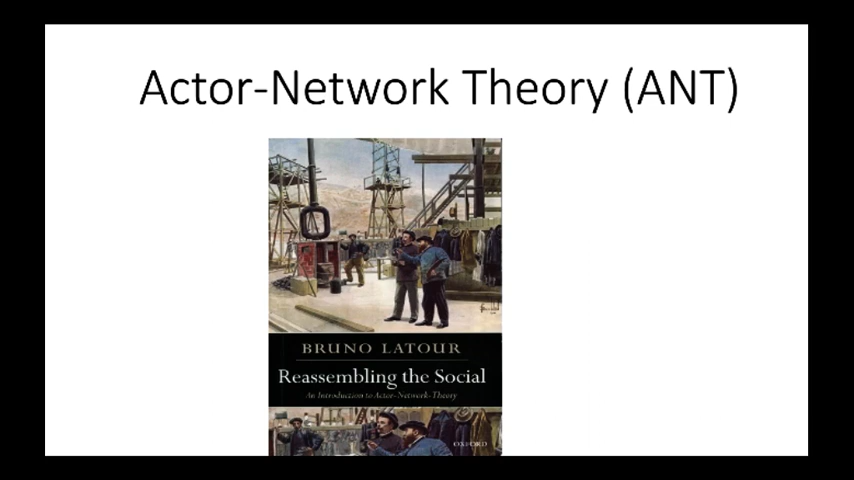 Actor-Network Theory (ANT)
BRUNO LATOUR
Reassembling the Social
An Introduction to Actor-Network-Theory
OXFORD